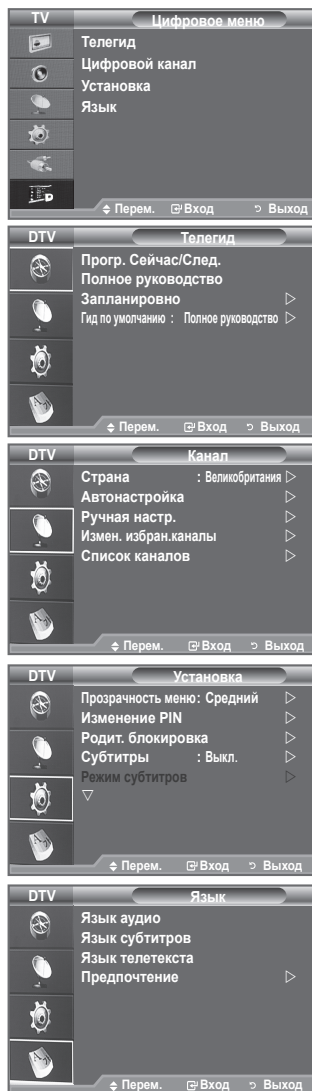 TV Цифровое меню
Телегид
Цифровой канал
Установка
Язык
Перем. Вход Выход
DTV Телегид
Прогр. Сейчас/След.
Полное руководство
Запланировно
Гид по умолчанию : Полное руководство
Перем. Вход Выход
DTV Канал
Страна : Великобритания
Автонастройка
Ручная настр.
Измен. избран.каналы
Список каналов
Перем. Вход Выход
DTV Установка
Прозрачность меню: Средний
Изменение PIN
Родит. блокировка
Субтитры : Выкл.
Режим субтитров
Перем. Вход Выход
DTV Язык
Язык аудио
Язык субтитров
Язык телетекста
Предпочтение
Перем. Вход Выход